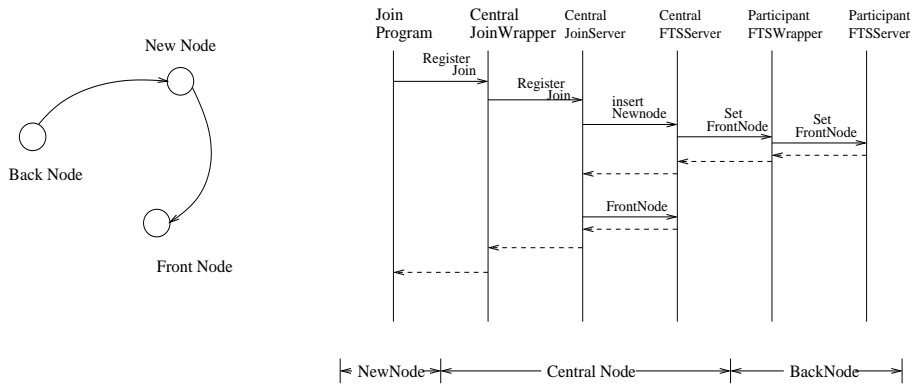 New Node
Back Node
Front Node
Join
Program
Central
JoinWrapper
Central
JoinServer
Central
FTSServer
Participant
FTSWrapper
Participant
FTSServer
Register
Join
Register
Join
insert
Newnode
Set
FrontNode
Set
FrontNode
FrontNode
NewNode
Central Node
BackNode